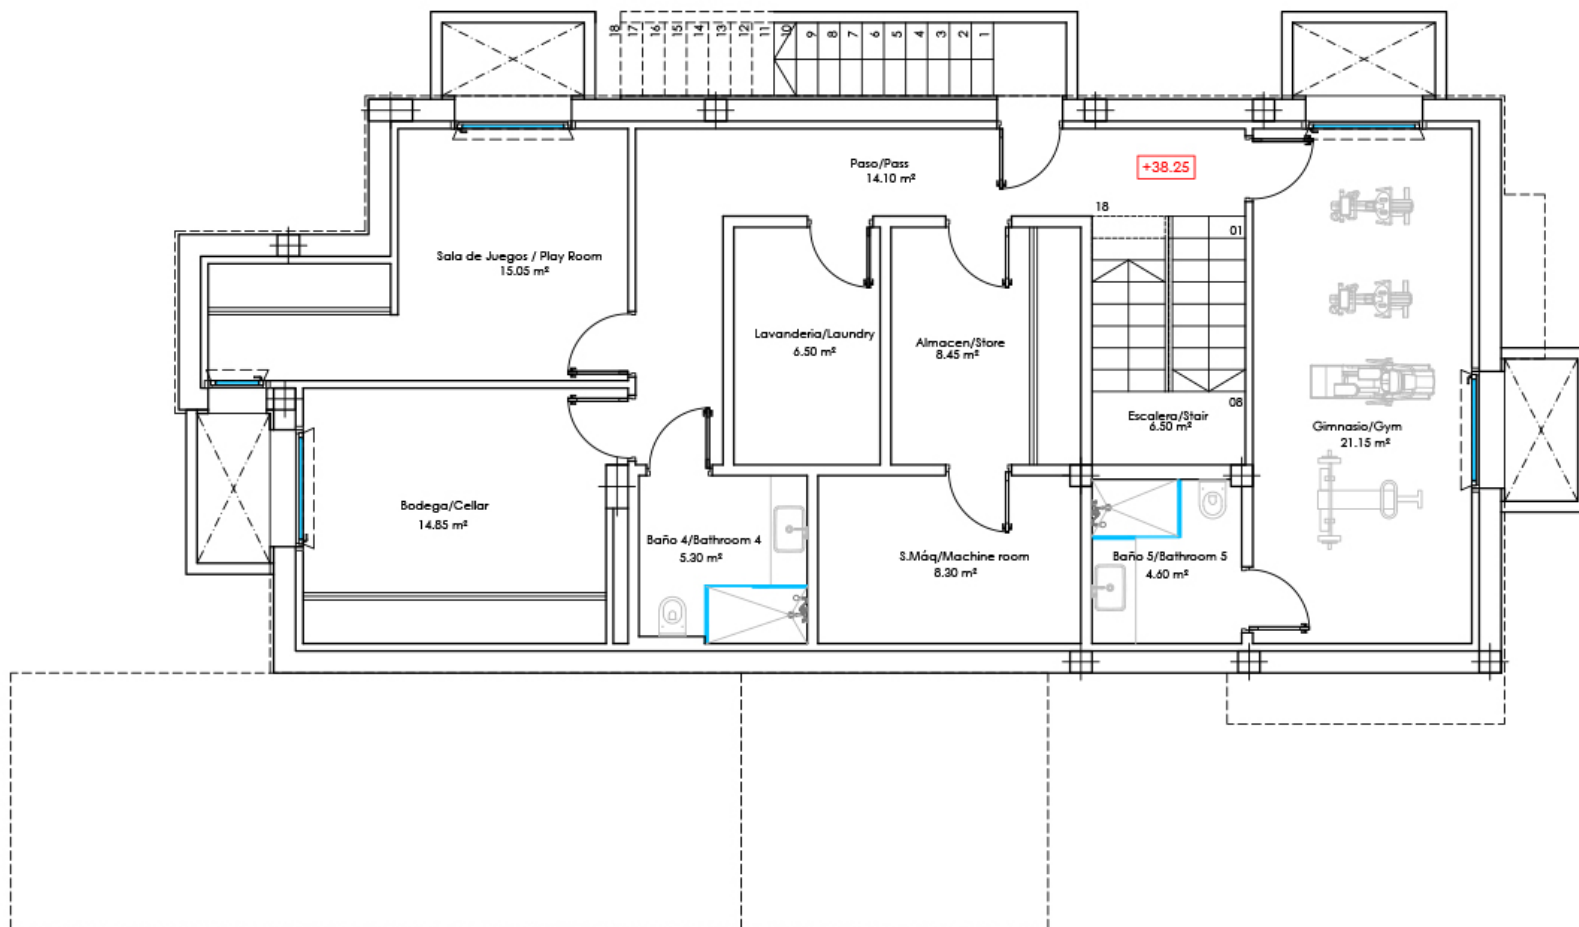 18
17
16
15
14
13
12
11
10
9
8
7
6
5
4
3
2
1
Paso/Pass
14.10 m²
+38.25
18
01
Sala de Juegos / Play Room
15.05 m²
Lavanderia/Laundry
6.50 m²
Almacen/Store
8.45 m²
08
Escalera/Stair
6.50 m²
Gimnasio/Gym
21.15 m²
Bodega/Cellar
14.85 m²
Baño 4/Bathroom 4
5.30 m²
S.Máq/Machine room
8.30 m²
Baño 5/Bathroom 5
4.60 m²